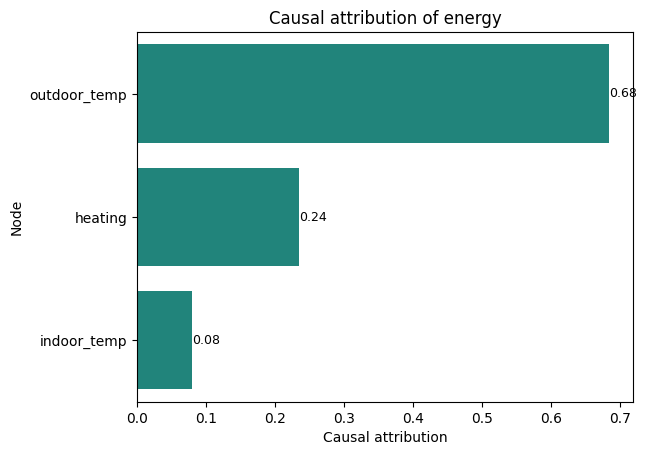 Causal attribution of energy
Node
outdoor_temp
0.68
heating
0.24
indoor_temp
0.08
0.0 0.1 0.2 0.3 0.4 0.5 0.6 0.7
Causal attribution